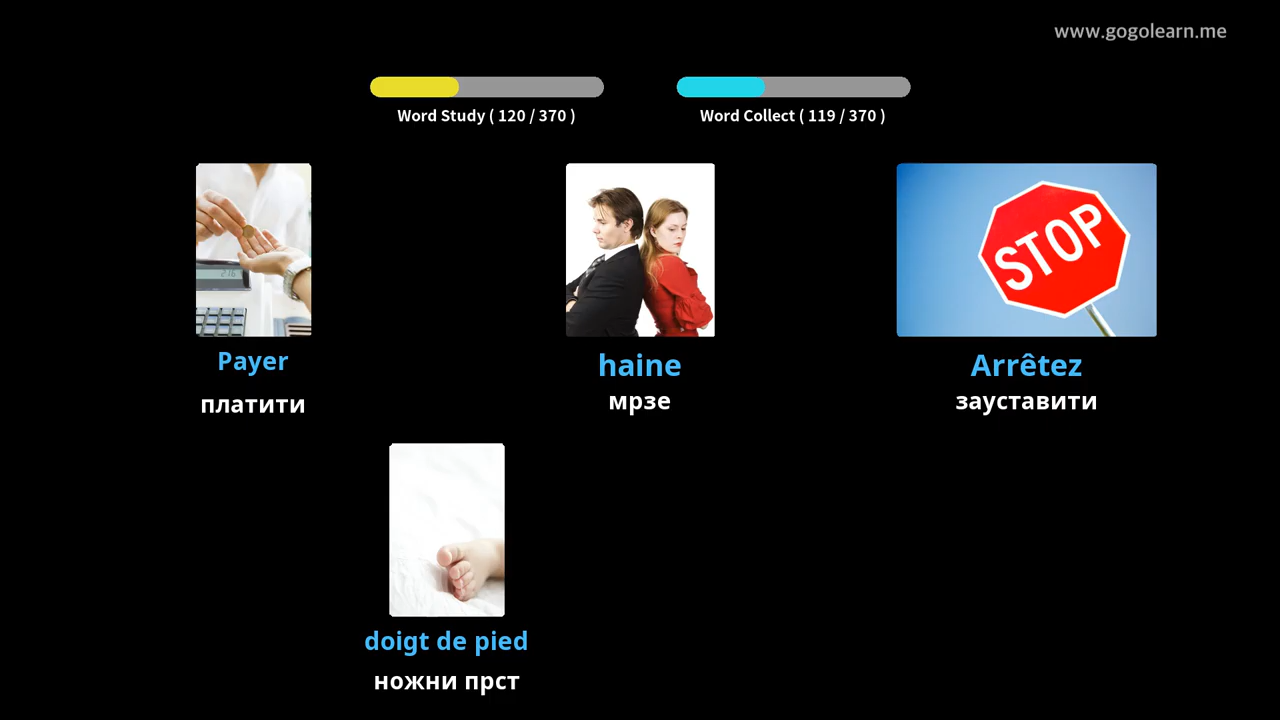 www.gogolearn.me
Word Study ( 120 / 370 )
Word Collect ( 119 / 370 )
STOP
Payer
платити
haine
мрзе
Arrêtez
зауставити
doigt de pied
ножни прст